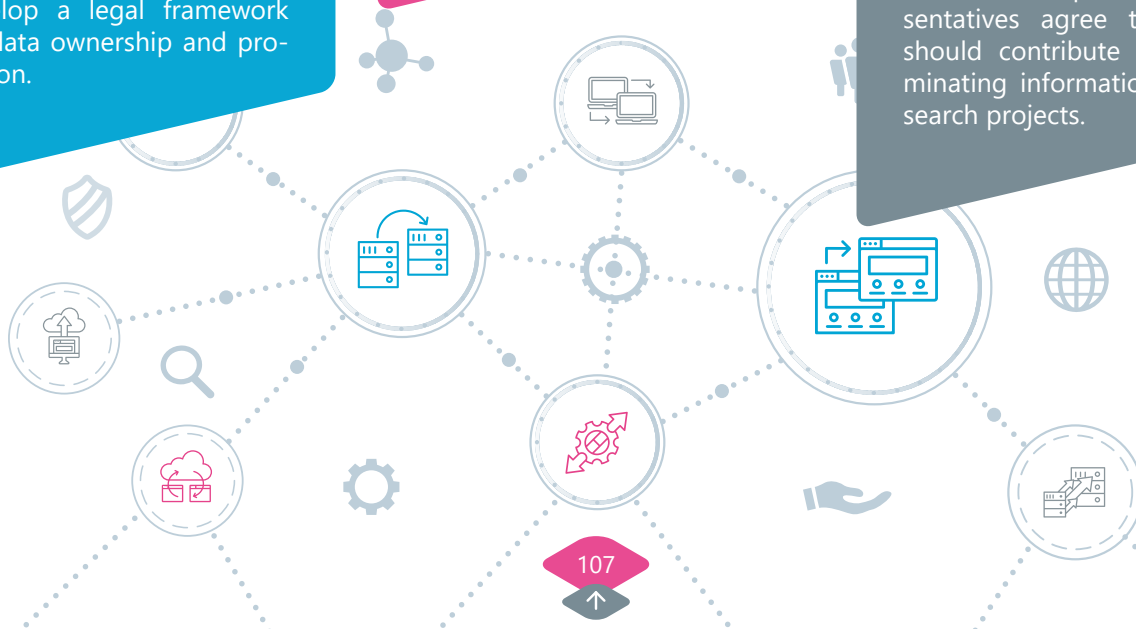 lop a legal framework
data ownership and pro-
on.
sentatives agree t
should contribute
minating informatio
search projects.
107